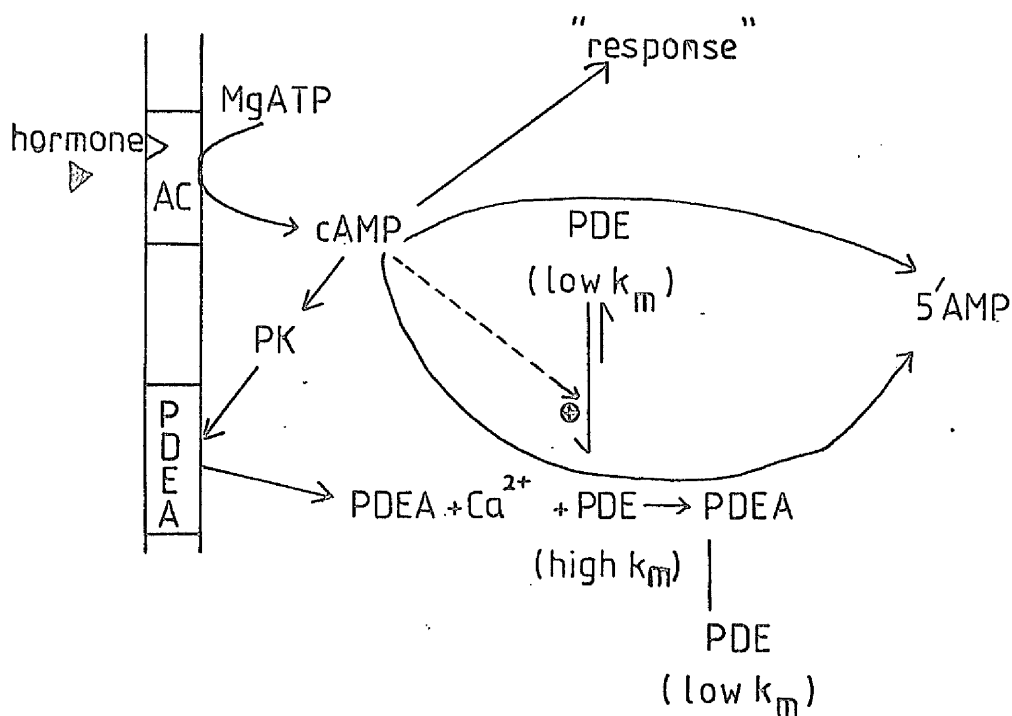 "response"
MgATP
hormone
AC
cAMP
PDE
(low km)
5'AMP
PK
⊕
PDEA
PDEA + Ca2+ + PDE → PDEA
(high km)
PDE
(low km)